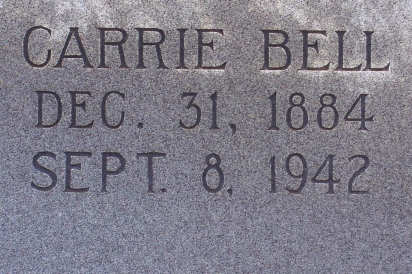 CARRIE BELL
DEC. 31, 1884
SEPT. 8, 1942